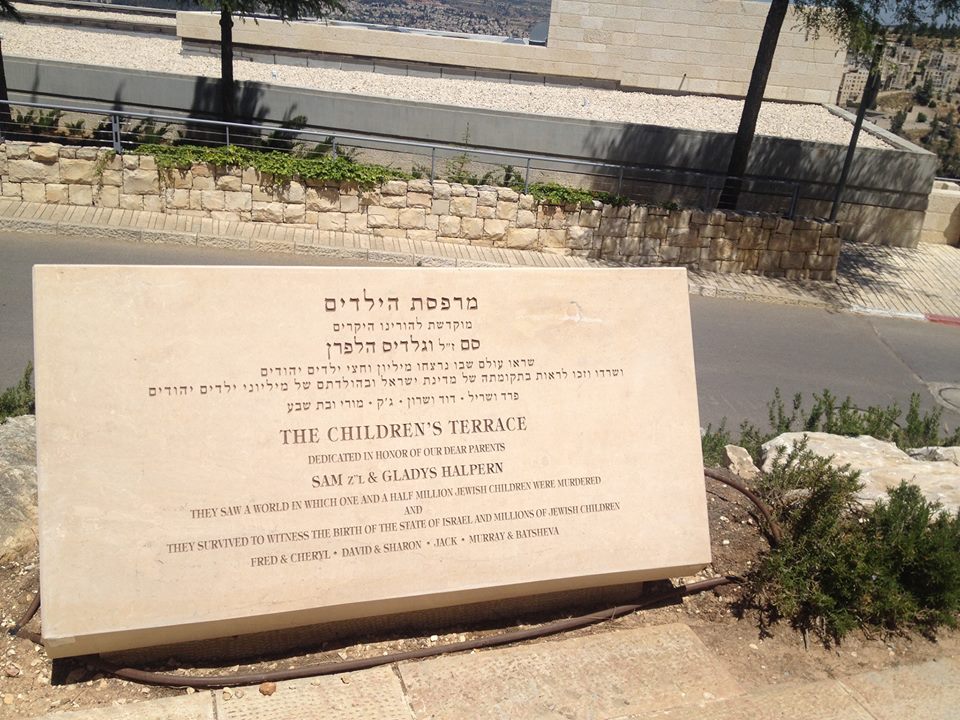 מרפסת הילדים
מוקדשת להורינו היקרים
סם ז״ל וגלדיס הלפרן
שראו עולם שבו נרצחו מיליון וחצי ילדים יהודים
ושרדו וזכו לראות בתקומתה של מדינת ישראל ובהולדתם של מיליוני ילדים יהודים
פרד ושריל • דוד ושרון • ג׳ק • מורי ובת שבע
THE CHILDREN'S TERRACE
DEDICATED IN HONOR OF OUR DEAR PARENTS
SAM Z"L & GLADYS HALPERN
THEY SAW A WORLD IN WHICH ONE AND A HALF MILLION JEWISH CHILDREN WERE MURDERED
AND
THEY SURVIVED TO WITNESS THE BIRTH OF THE STATE OF ISRAEL AND MILLIONS OF JEWISH CHILDREN
FRED & CHERYL • DAVID & SHARON • JACK • MURRAY & BATSHEVA